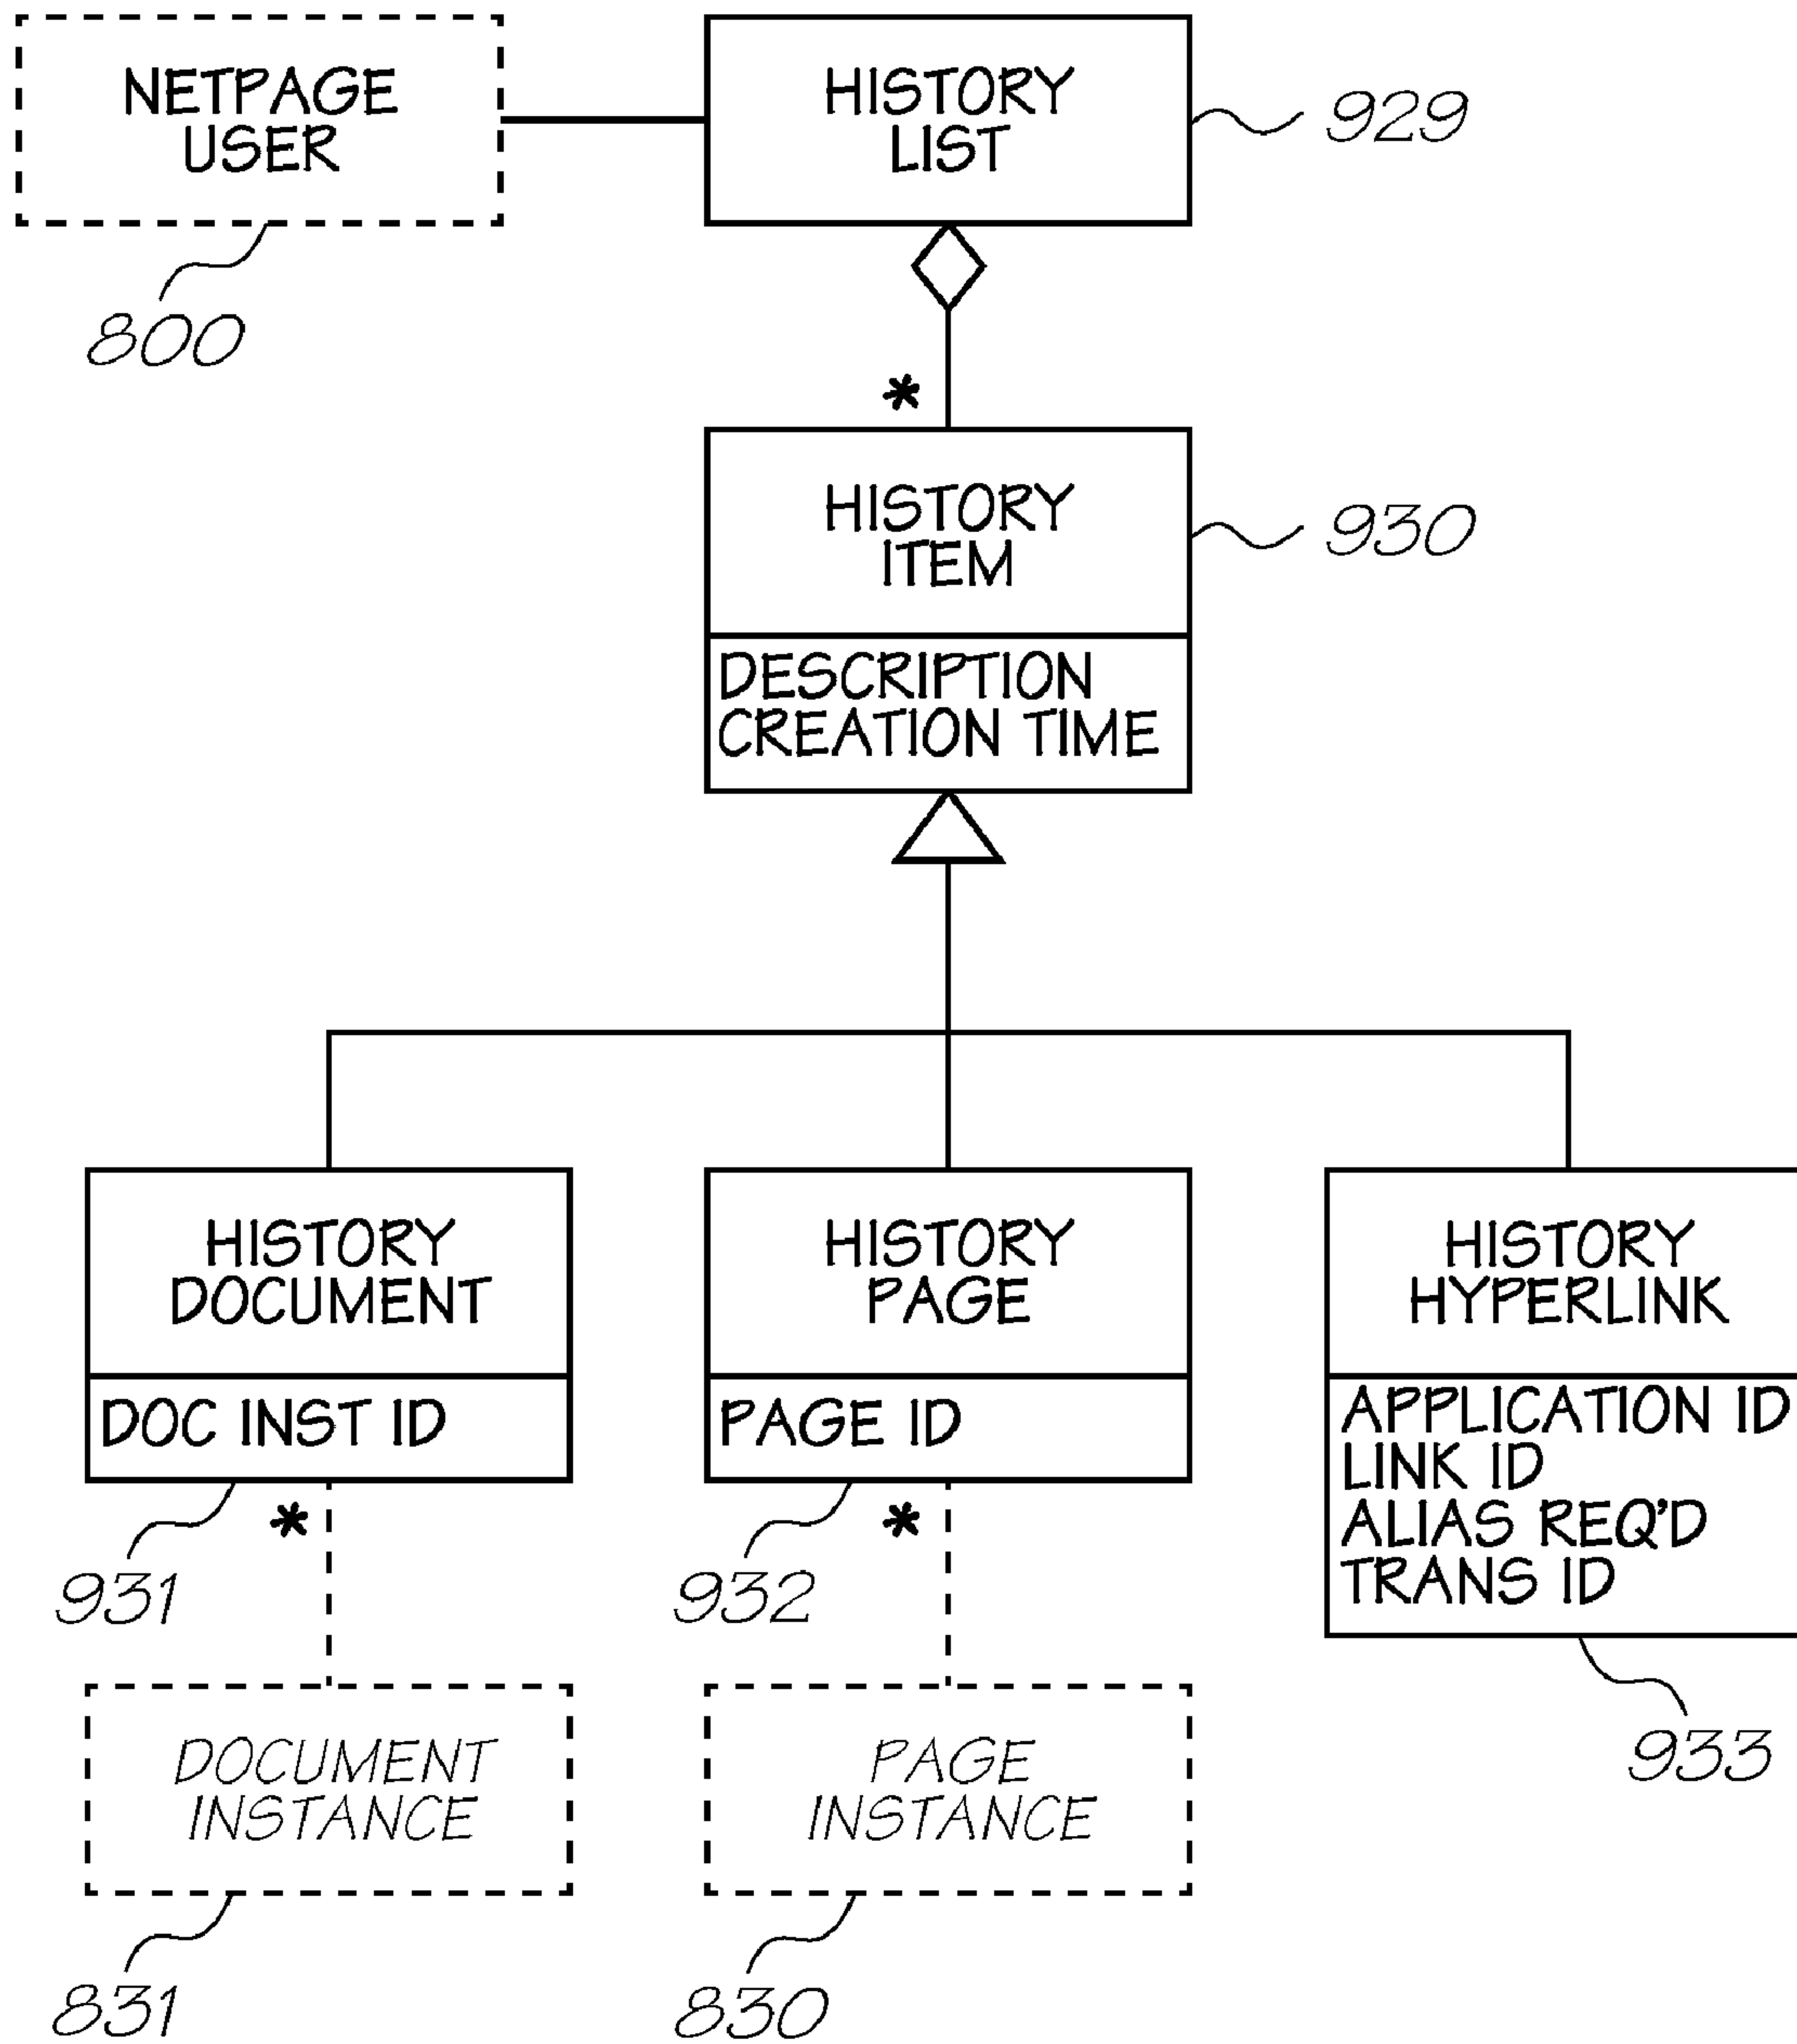 NETPAGE
USER
800
HISTORY
LIST
929
*
HISTORY
ITEM
930
DESCRIPTION
CREATION TIME
HISTORY
DOCUMENT
DOC INST ID
931
*
HISTORY
PAGE
PAGE ID
932
*
HISTORY
HYPERLINK
APPLICATION ID
LINK ID
ALIAS REQ'D
TRANS ID
933
DOCUMENT
INSTANCE
831
PAGE
INSTANCE
830